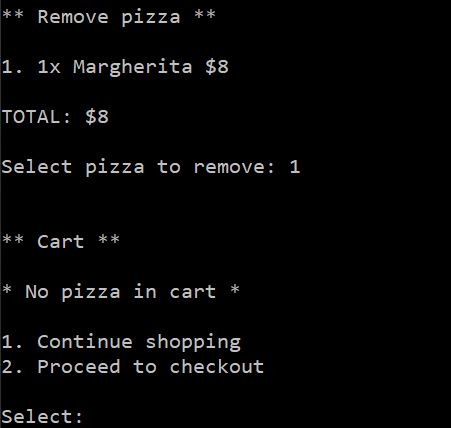 ** Remove pizza **
1. 1x Margherita $8
TOTAL: $8
Select pizza to remove: 1
** Cart **
* No pizza in cart *
1. Continue shopping
2. Proceed to checkout
Select: